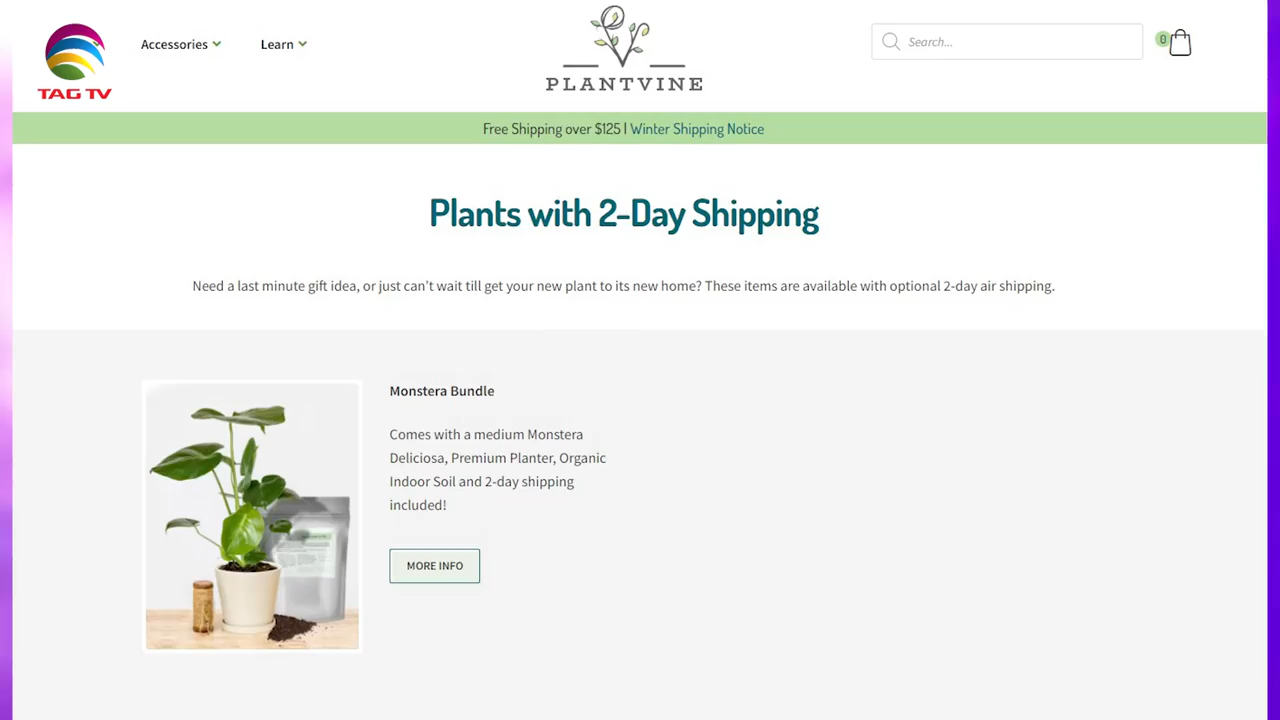 Accessories
Learn
TAG TV
PLANTVINE
Search...
0
Free Shipping over $125 | Winter Shipping Notice
Plants with 2-Day Shipping
Need a last minute gift idea, or just can't wait till get your new plant to its new home? These items are available with optional 2-day air shipping.
Monstera Bundle
Comes with a medium Monstera
Deliciosa, Premium Planter, Organic
Indoor Soil and 2-day shipping
included!
MORE INFO